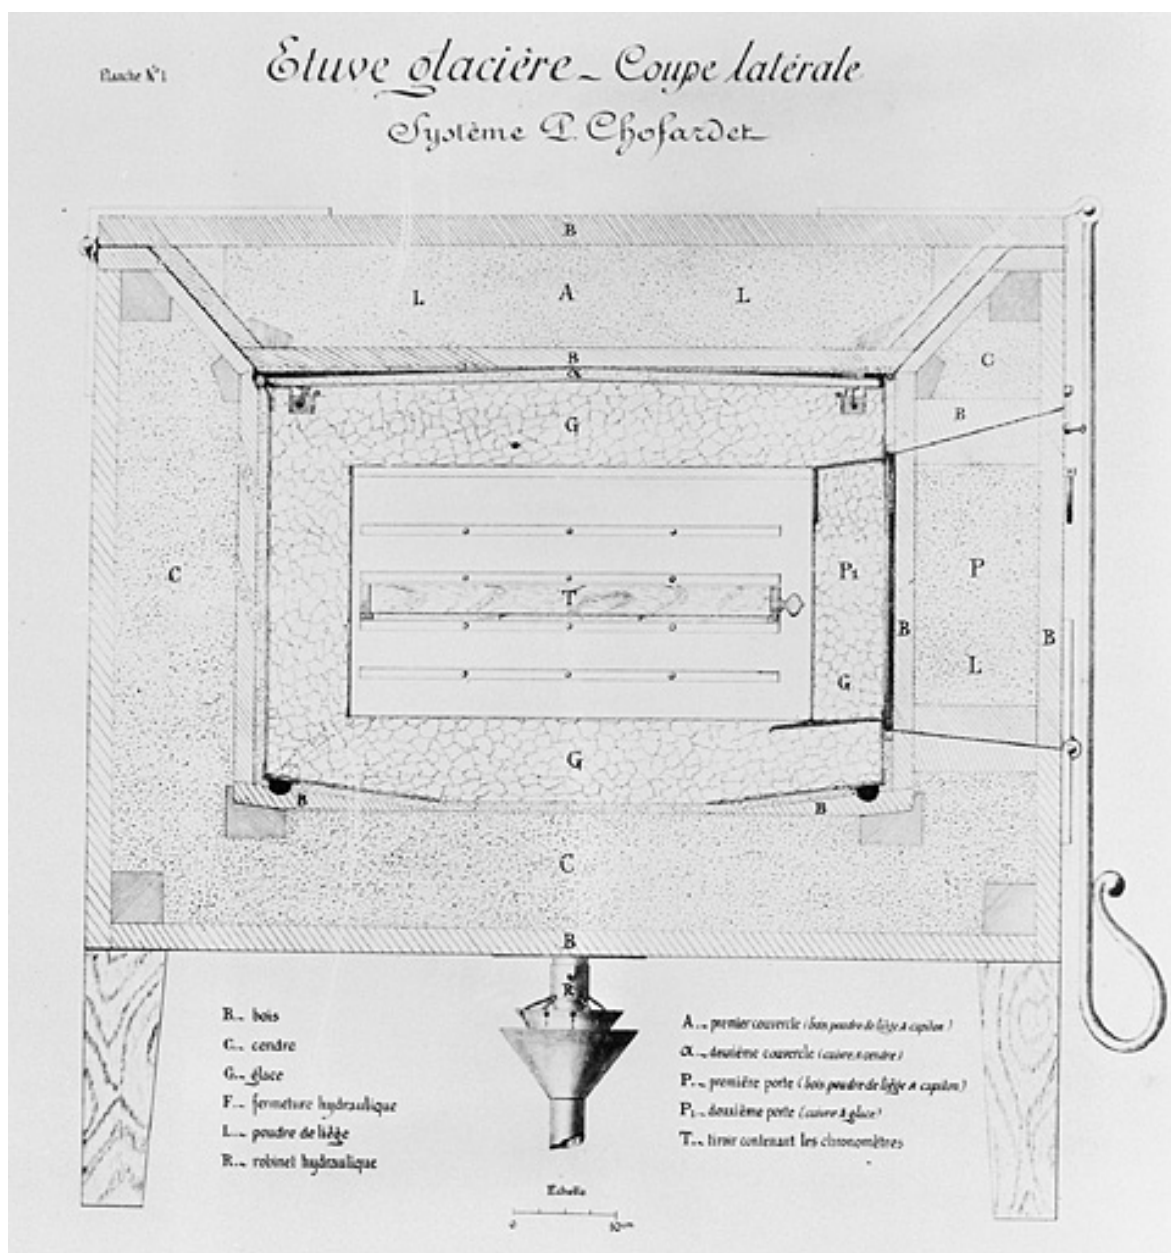 Planche N° 1
Etuve glacière - Coupe latérale
Système P. Chofardet
B
L A L
B
α
C
B
G
C
T
P1
P
B
B
L
G
G
B
B
C
B
R
B._ bois
C._ cendre
G._ glace
F._ fermeture hydraulique
L._ poudre de liège
R._ robinet hydraulique
A._ premier couvercle (bois poudre de liège & capiton)
α._ deuxième couvercle (cuivre & cendre)
P._ première porte (bois poudre de liège & capiton)
P1._ deuxième porte (cuivre & glace)
T._ tiroir contenant les chronomètres
Echelle
0 10cm